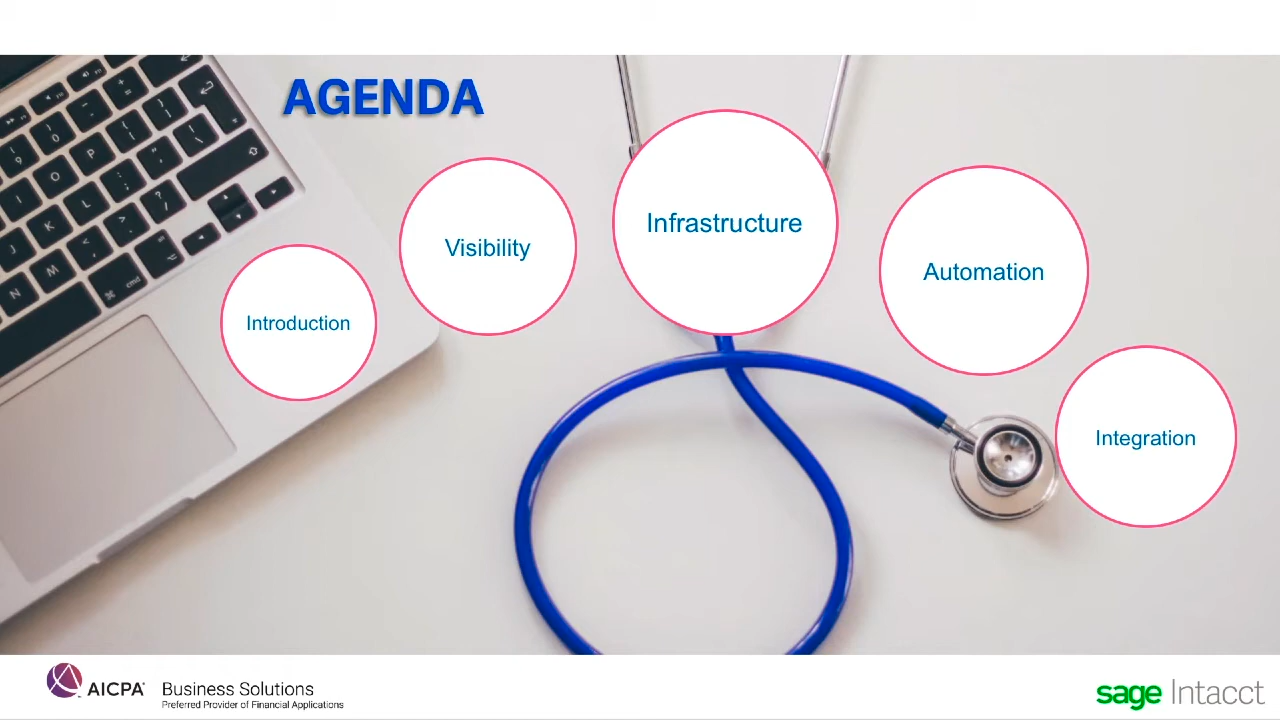 AGENDA
Introduction
Visibility
Infrastructure
Automation
Integration
AICPA Business Solutions
Preferred Provider of Financial Applications
sage Intacct